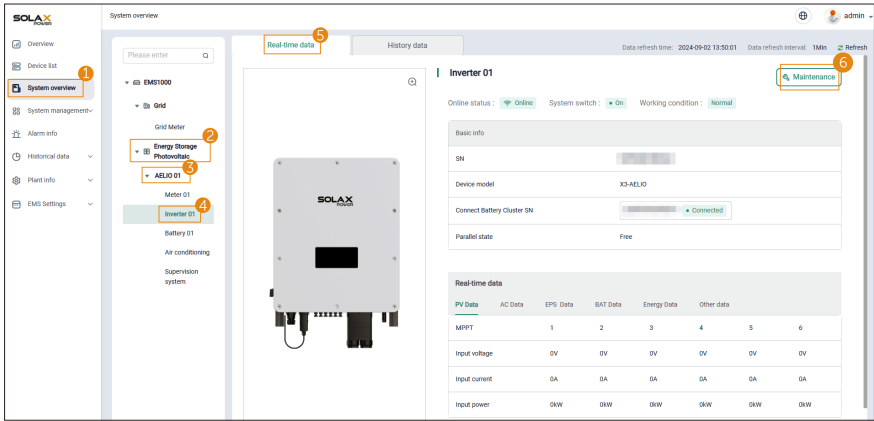 SOLAX
POWER
System overview
admin
Overview
Device list
1
System overview
System management
Alarm info
Historical data
Plant info
EMS Settings
Please enter
EMS1000
Grid
Grid Meter
2
Energy Storage
Photovoltaic
3
AELIO 01
Meter 01
4
Inverter 01
Battery 01
Air conditioning
Supervision
system
5
Real-time data
History data
Data refresh time: 2024-09-02 13:50:01 Data refresh interval: 1Min Refresh
SOLAX
POWER
Inverter 01
6
Maintenance
Online status : Online System switch : On Working condition : Normal
Basic info
SN
Device model X3-AELIO
Connect Battery Cluster SN Connected
Parallel state Free
Real-time data
PV Data AC Data EPS Data BAT Data Energy Data Other data
MPPT 1 2 3 4 5 6
Input voltage 0V 0V 0V 0V 0V 0V
Input current 0A 0A 0A 0A 0A 0A
Input power 0kW 0kW 0kW 0kW 0kW 0kW